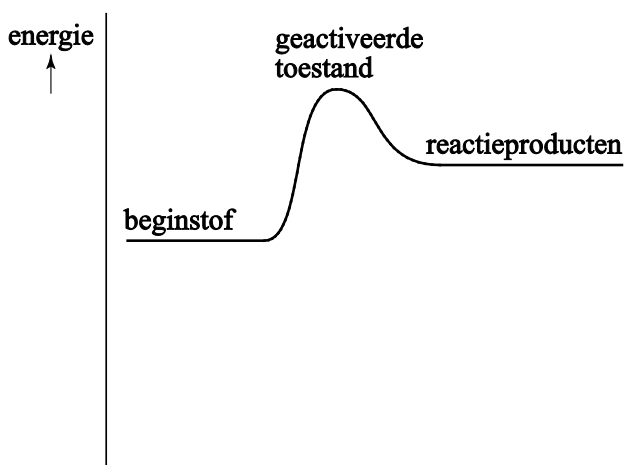 energie
geactiveerde
toestand
reactieproducten
beginstof